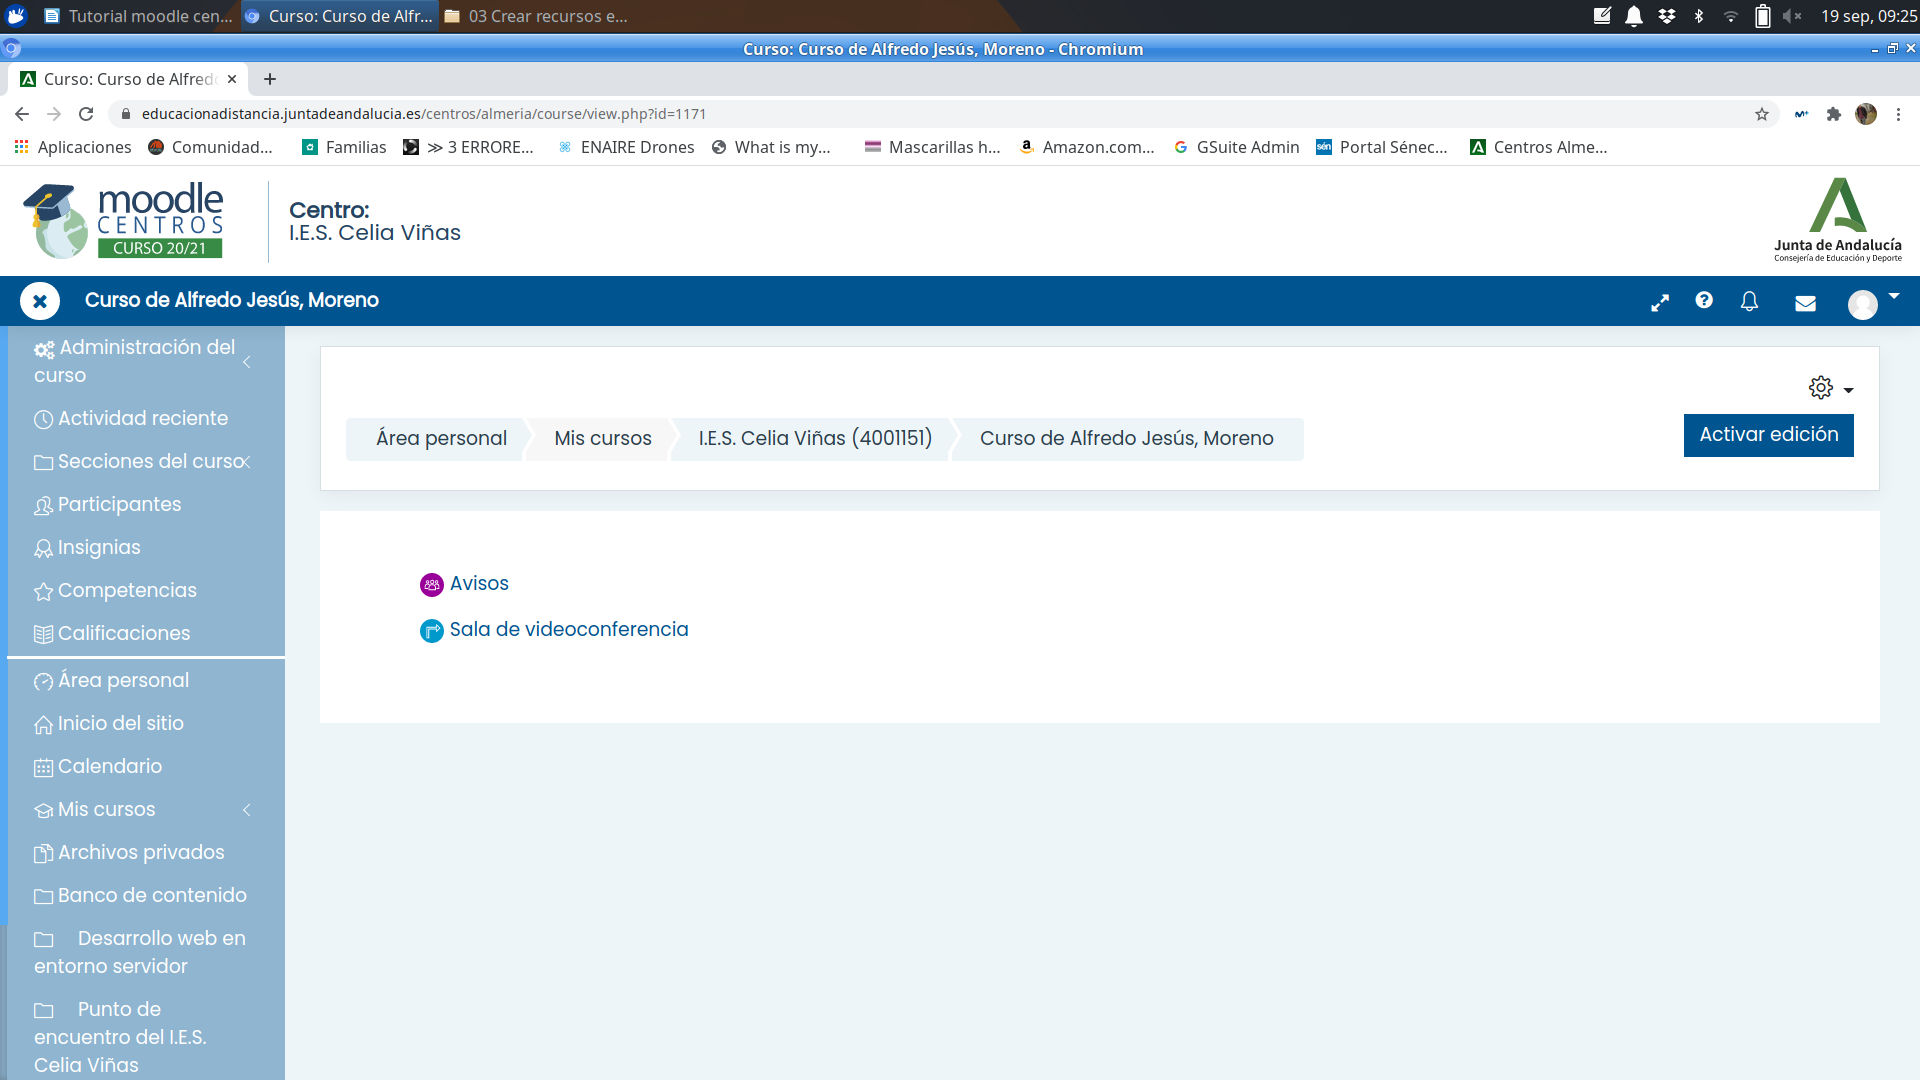 Tutorial moodle cen...
Curso: Curso de Alfr...
03 Crear recursos e...
19 sep, 09:25
Curso: Curso de Alfredo Jesús, Moreno - Chromium
Curso: Curso de Alfred
educacionadistancia.juntadeandalucia.es/centros/almeria/course/view.php?id=1171
Aplicaciones
Comunidad...
Familias
≫ 3 ERRORE...
ENAIRE Drones
What is my...
Mascarillas h...
Amazon.com...
GSuite Admin
Portal Sénec...
Centros Alme...
moodle
CENTROS
CURSO 20/21
Centro:
I.E.S. Celia Viñas
Junta de Andalucía
Consejería de Educación y Deporte
Curso de Alfredo Jesús, Moreno
Administración del
curso
Actividad reciente
Secciones del curso
Participantes
Insignias
Competencias
Calificaciones
Área personal
Inicio del sitio
Calendario
Mis cursos
Archivos privados
Banco de contenido
Desarrollo web en
entorno servidor
Punto de
encuentro del I.E.S.
Celia Viñas
Área personal
Mis cursos
I.E.S. Celia Viñas (4001151)
Curso de Alfredo Jesús, Moreno
Activar edición
Avisos
Sala de videoconferencia